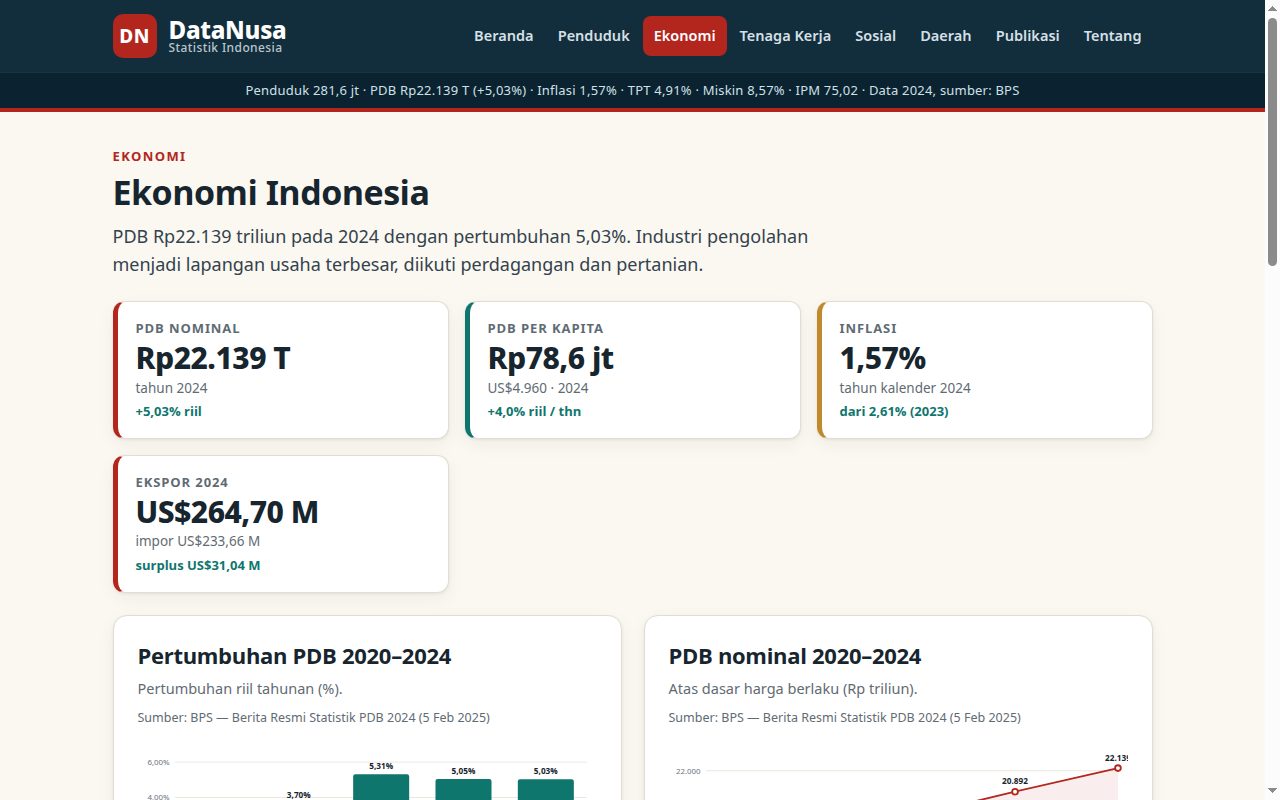 DN
DataNusa
Statistik Indonesia
Beranda Penduduk Ekonomi Tenaga Kerja Sosial Daerah Publikasi Tentang
Penduduk 281,6 jt · PDB Rp22.139 T (+5,03%) · Inflasi 1,57% · TPT 4,91% · Miskin 8,57% · IPM 75,02 · Data 2024, sumber: BPS
EKONOMI
Ekonomi Indonesia
PDB Rp22.139 triliun pada 2024 dengan pertumbuhan 5,03%. Industri pengolahan
menjadi lapangan usaha terbesar, diikuti perdagangan dan pertanian.
PDB NOMINAL
Rp22.139 T
tahun 2024
+5,03% riil
PDB PER KAPITA
Rp78,6 jt
US$4.960 · 2024
+4,0% riil / thn
INFLASI
1,57%
tahun kalender 2024
dari 2,61% (2023)
EKSPOR 2024
US$264,70 M
impor US$233,66 M
surplus US$31,04 M
Pertumbuhan PDB 2020–2024
Pertumbuhan riil tahunan (%).
Sumber: BPS — Berita Resmi Statistik PDB 2024 (5 Feb 2025)
6,00%
4,00%
3,70%
5,31%
5,05%
5,03%
PDB nominal 2020–2024
Atas dasar harga berlaku (Rp triliun).
Sumber: BPS — Berita Resmi Statistik PDB 2024 (5 Feb 2025)
22.000
20.892